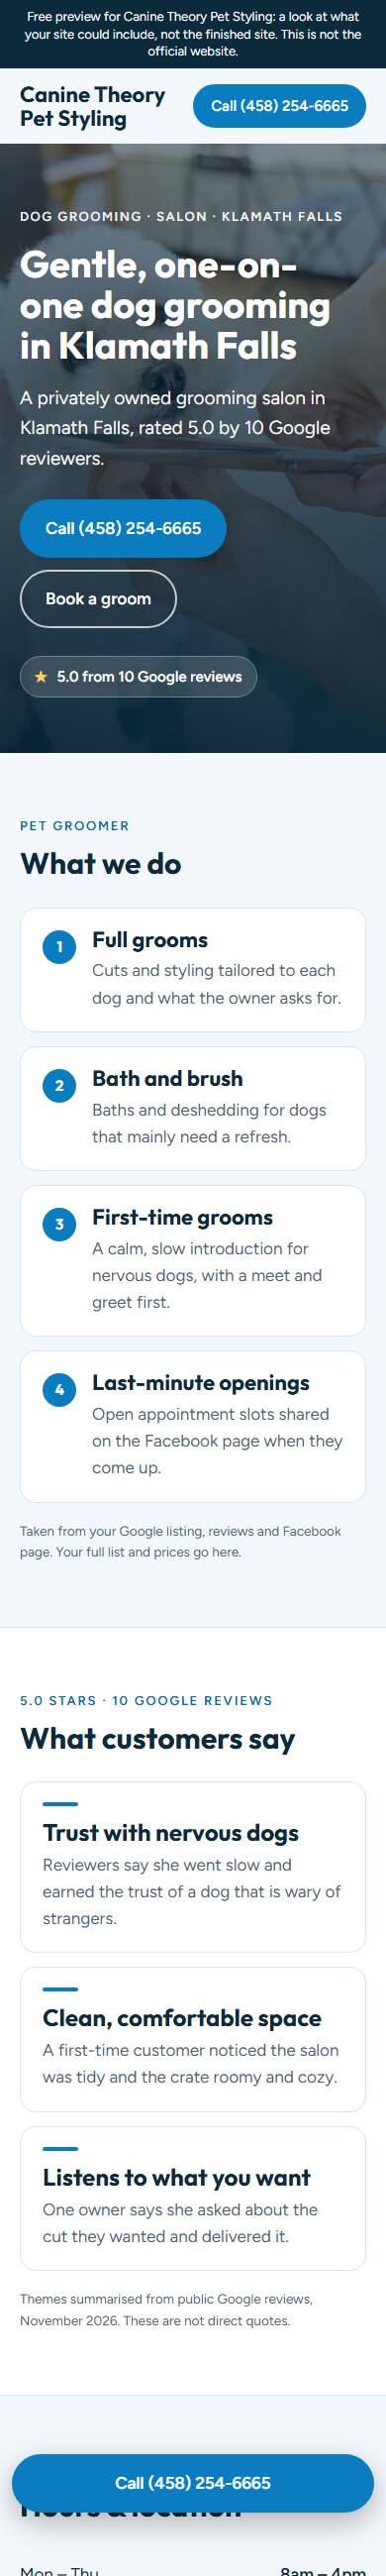 Free preview for Canine Theory Pet Styling: a look at what
your site could include, not the finished site. This is not the
official website.
Canine Theory
Pet Styling
Call (458) 254-6665
DOG GROOMING · SALON · KLAMATH FALLS
Gentle, one-on-
one dog grooming
in Klamath Falls
A privately owned grooming salon in
Klamath Falls, rated 5.0 by 10 Google
reviewers.
Call (458) 254-6665
Book a groom
★ 5.0 from 10 Google reviews
PET GROOMER
What we do
1
Full grooms
Cuts and styling tailored to each
dog and what the owner asks for.
2
Bath and brush
Baths and deshedding for dogs
that mainly need a refresh.
3
First-time grooms
A calm, slow introduction for
nervous dogs, with a meet and
greet first.
4
Last-minute openings
Open appointment slots shared
on the Facebook page when they
come up.
Taken from your Google listing, reviews and Facebook
page. Your full list and prices go here.
5.0 STARS · 10 GOOGLE REVIEWS
What customers say
Trust with nervous dogs
Reviewers say she went slow and
earned the trust of a dog that is wary of
strangers.
Clean, comfortable space
A first-time customer noticed the salon
was tidy and the crate roomy and cozy.
Listens to what you want
One owner says she asked about the
cut they wanted and delivered it.
Themes summarised from public Google reviews,
November 2026. These are not direct quotes.
Call (458) 254-6665
Hours & location
Mon – Thu
8am – 4pm